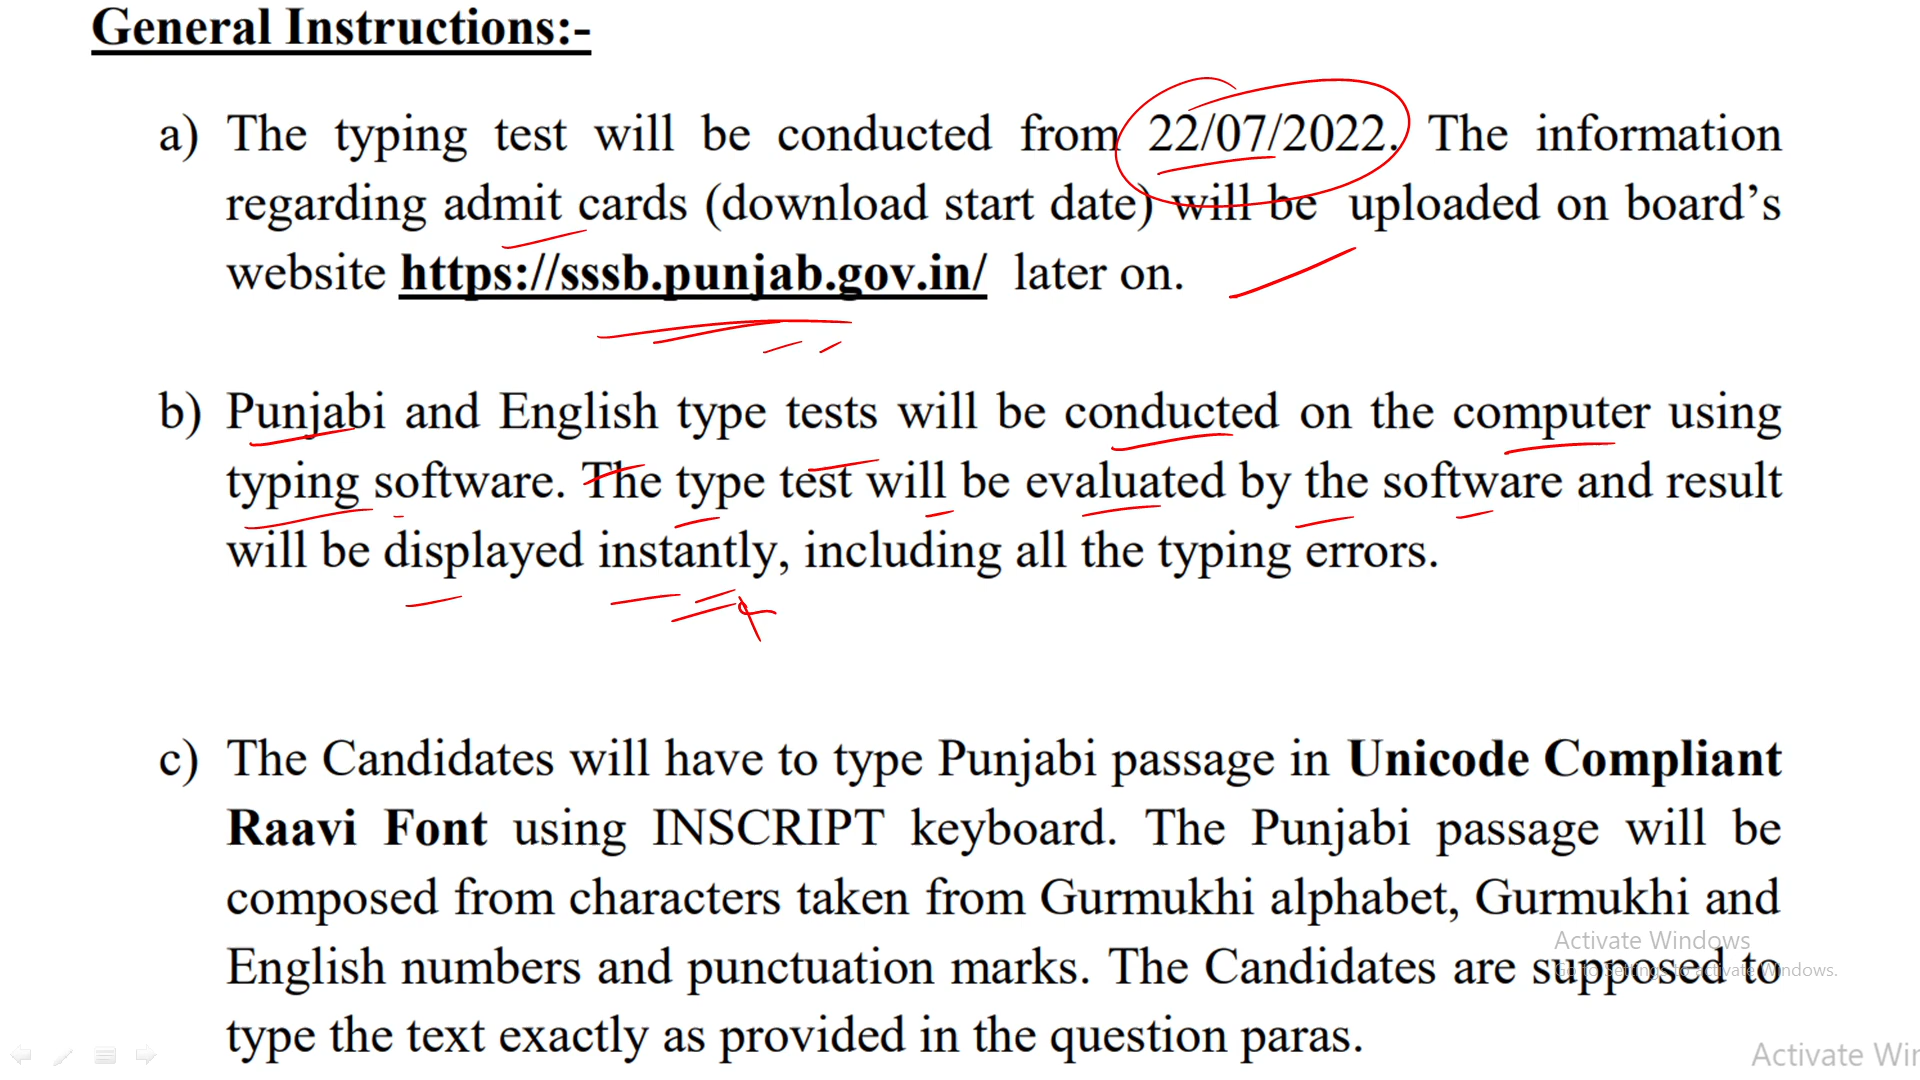 General Instructions:-
a) The typing test will be conducted from 22/07/2022. The information
regarding admit cards (download start date) will be uploaded on board’s
website https://sssb.punjab.gov.in/ later on.
b) Punjabi and English type tests will be conducted on the computer using
typing software. The type test will be evaluated by the software and result
will be displayed instantly, including all the typing errors.
c) The Candidates will have to type Punjabi passage in Unicode Compliant
Raavi Font using INSCRIPT keyboard. The Punjabi passage will be
composed from characters taken from Gurmukhi alphabet, Gurmukhi and
English numbers and punctuation marks. The Candidates are supposed to
type the text exactly as provided in the question paras.
Activate Windows
Go to Settings to activate Windows.
Activate Wir